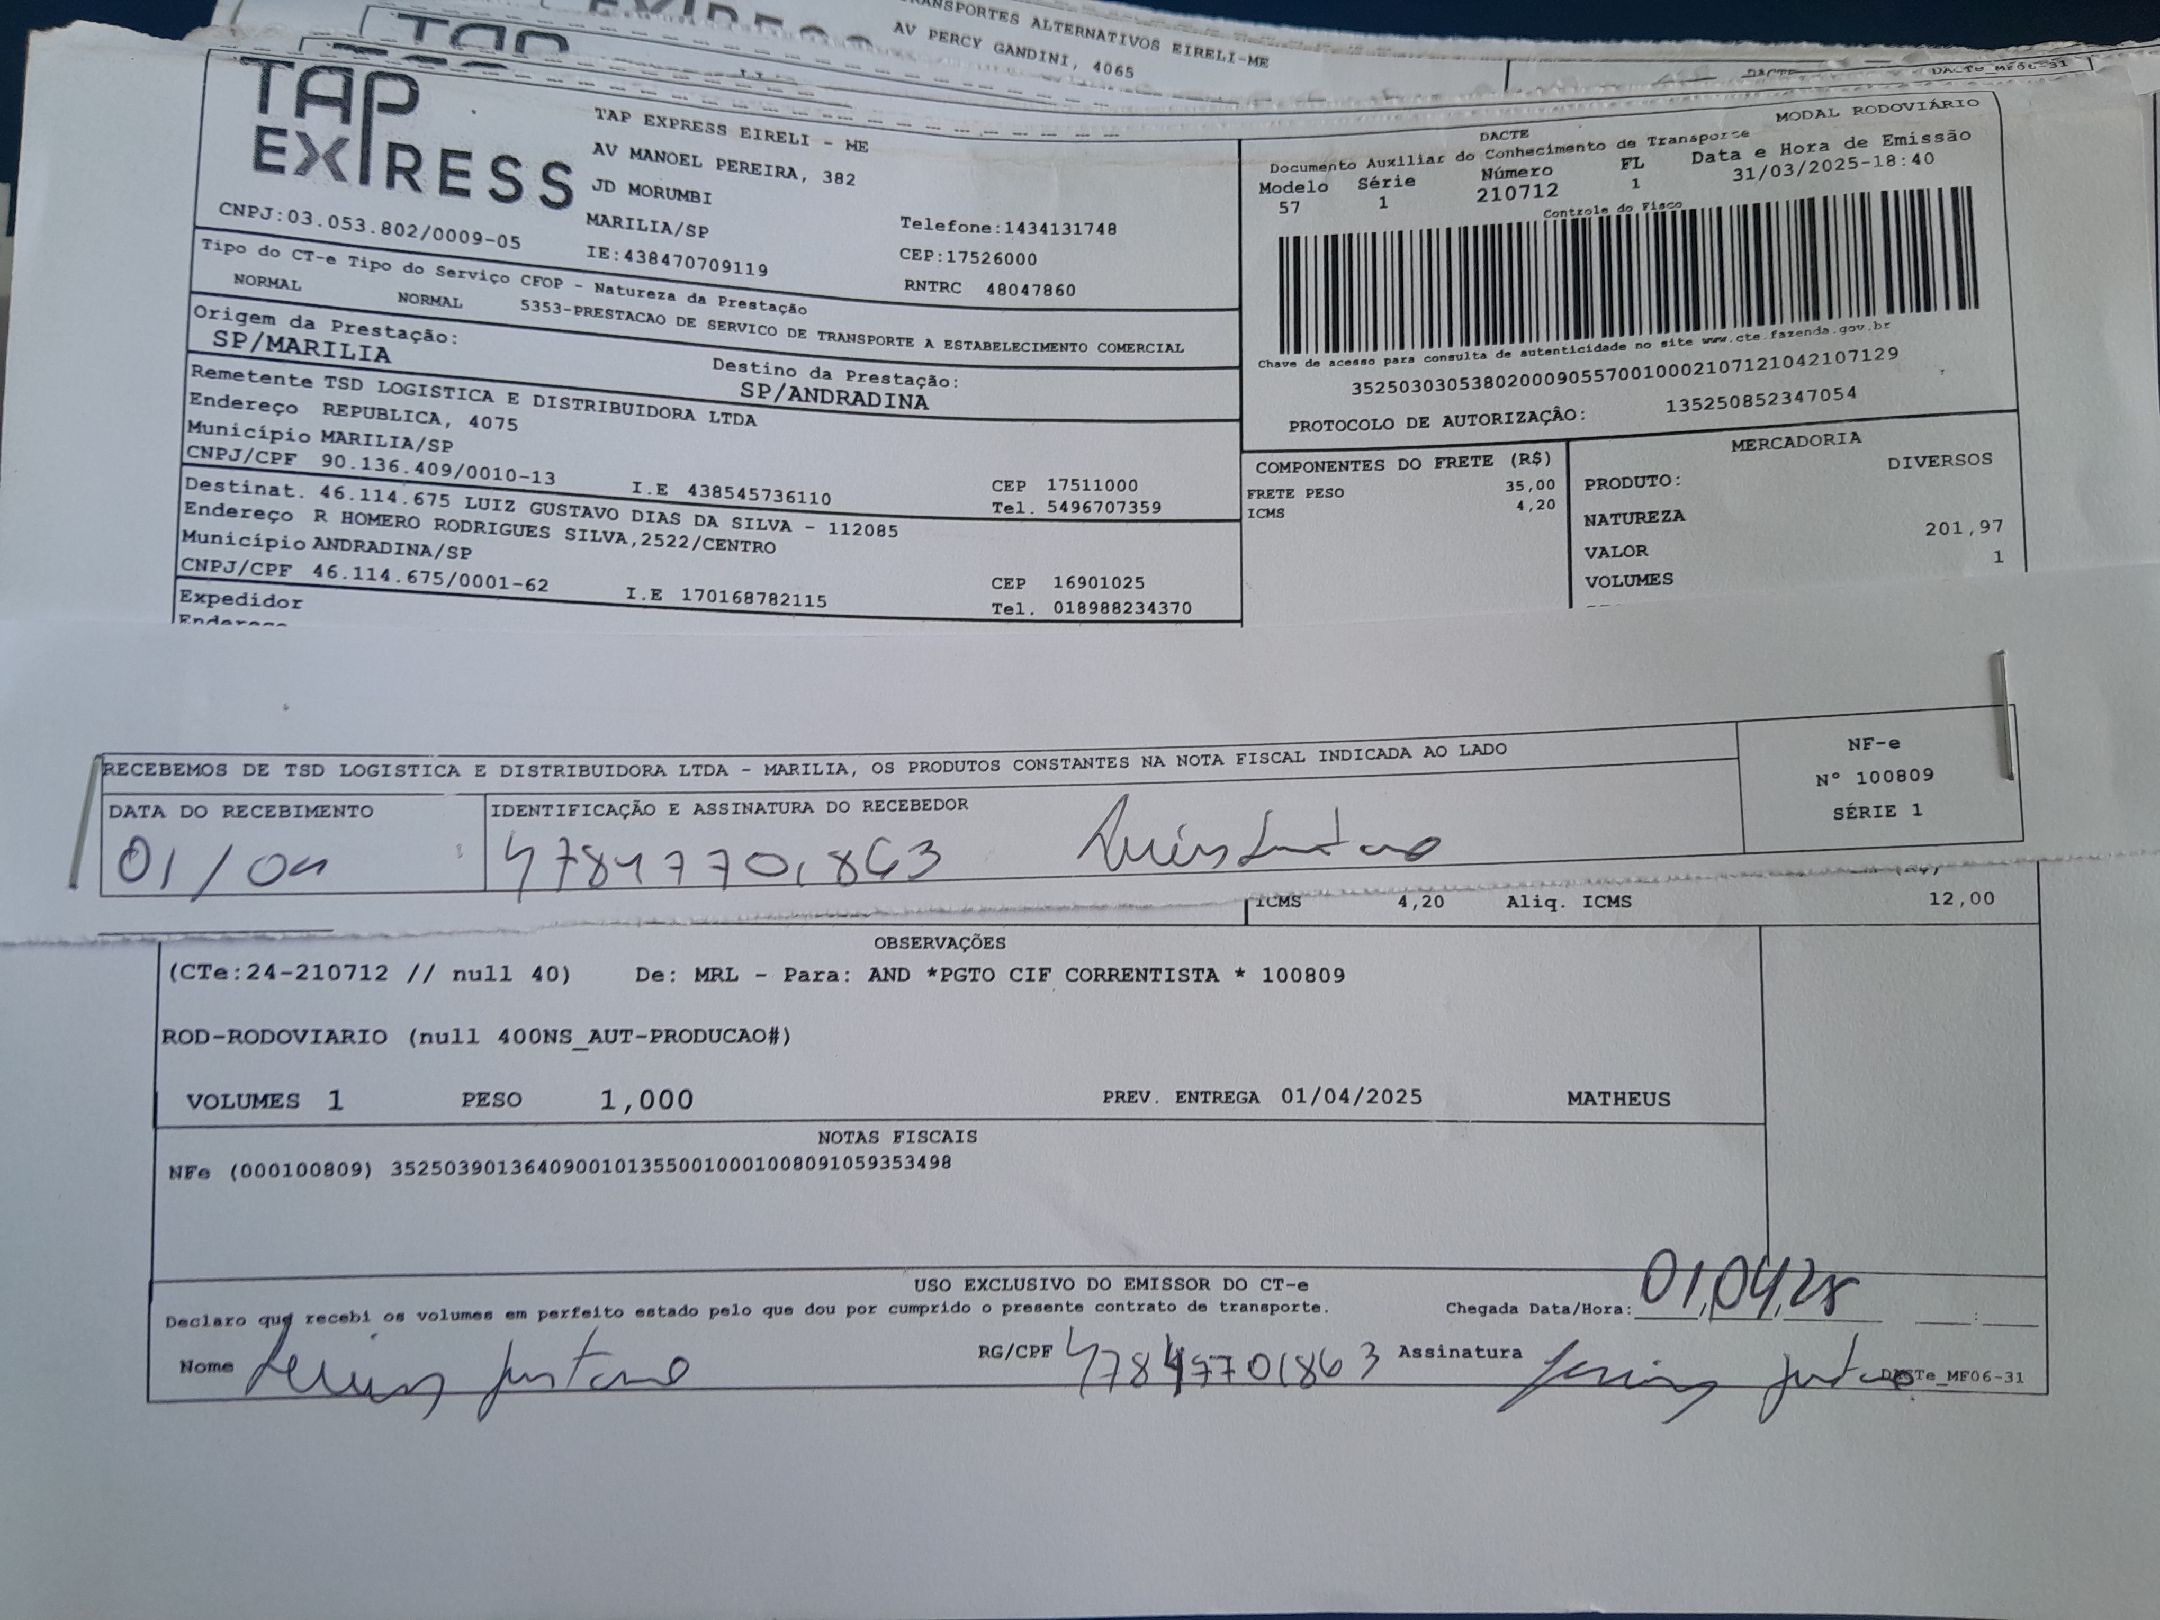 TRANSPORTES ALTERNATIVOS EIRELI-ME
AV PERCY GANDINI, 4065
TAP
DACTE
DACTe_MF06-31
TAP EXPRESS
TAP EXPRESS EIRELI - ME
AV MANOEL PEREIRA, 382
JD MORUMBI
MARILIA/SP
Telefone:1434131748
CNPJ:03.053.802/0009-05
IE:438470709119
CEP:17526000
RNTRC 48047860
DACTE
MODAL RODOVIÁRIO
Documento Auxiliar do Conhecimento de Transporte
Modelo Série Número FL Data e Hora de Emissão
57 1 210712 1 31/03/2025-18:40
Controle do Fisco
Chave de acesso para consulta de autenticidade no site www.cte.fazenda.gov.br
35250303053802000905570010002107121042107129
PROTOCOLO DE AUTORIZAÇÃO: 135250852347054
Tipo do CT-e Tipo do Serviço CFOP - Natureza da Prestação
NORMAL NORMAL 5353-PRESTACAO DE SERVICO DE TRANSPORTE A ESTABELECIMENTO COMERCIAL
Origem da Prestação: Destino da Prestação:
SP/MARILIA SP/ANDRADINA
Remetente TSD LOGISTICA E DISTRIBUIDORA LTDA
Endereço REPUBLICA, 4075
Município MARILIA/SP CEP 17511000
CNPJ/CPF 90.136.409/0010-13 I.E 438545736110 Tel. 5496707359
Destinat. 46.114.675 LUIZ GUSTAVO DIAS DA SILVA - 112085
Endereço R HOMERO RODRIGUES SILVA,2522/CENTRO
Município ANDRADINA/SP CEP 16901025
CNPJ/CPF 46.114.675/0001-62 I.E 170168782115 Tel. 018988234370
Expedidor
Endereço
COMPONENTES DO FRETE (R$)
FRETE PESO 35,00
ICMS 4,20
MERCADORIA
PRODUTO: DIVERSOS
NATUREZA
VALOR 201,97
VOLUMES 1
RECEBEMOS DE TSD LOGISTICA E DISTRIBUIDORA LTDA - MARILIA, OS PRODUTOS CONSTANTES NA NOTA FISCAL INDICADA AO LADO
NF-e
Nº 100809
SÉRIE 1
DATA DO RECEBIMENTO
01/04
IDENTIFICAÇÃO E ASSINATURA DO RECEBEDOR
47847701863
ICMS 4,20 Aliq. ICMS 12,00
OBSERVAÇÕES
(CTe:24-210712 // null 40) De: MRL - Para: AND *PGTO CIF CORRENTISTA * 100809
ROD-RODOVIARIO (null 400NS_AUT-PRODUCAO#)
VOLUMES 1 PESO 1,000 PREV. ENTREGA 01/04/2025 MATHEUS
NOTAS FISCAIS
NFe (000100809) 35250390136409001013550010001008091059353498
USO EXCLUSIVO DO EMISSOR DO CT-e
Declaro que recebi os volumes em perfeito estado pelo que dou por cumprido o presente contrato de transporte. Chegada Data/Hora:
Nome RG/CPF 47847701863 Assinatura
DACTe_MF06-31